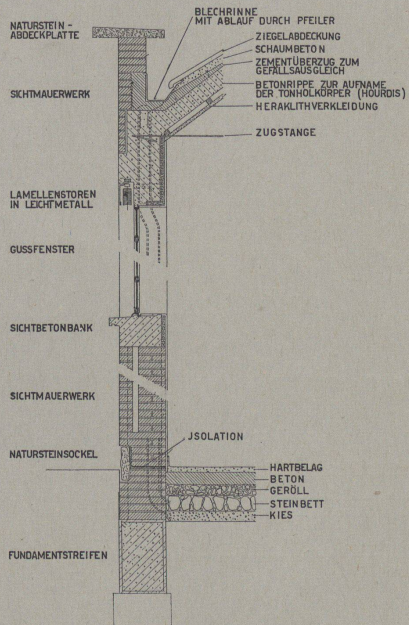 NATURSTEIN-
ABDECKPLATTE
BLECHRINNE
MIT ABLAUF DURCH PFEILER
ZIEGELABDECKUNG
SCHAUMBETON
ZEMENTÜBERZUG ZUM
GEFÄLLSAUSGLEICH
BETONRIPPE ZUR AUFNAME
DER TONHOLKÖRPER (HOURDIS)
HERAKLITHVERKLEIDUNG
SICHTMAUERWERK
ZUGSTANGE
LAMELLENSTOREN
IN LEICHTMETALL
GUSSFENSTER
SICHTBETONBANK
SICHTMAUERWERK
JSOLATION
NATURSTEINSOCKEL
HARTBELAG
BETON
GERÖLL
STEINBETT
KIES
FUNDAMENTSTREIFEN